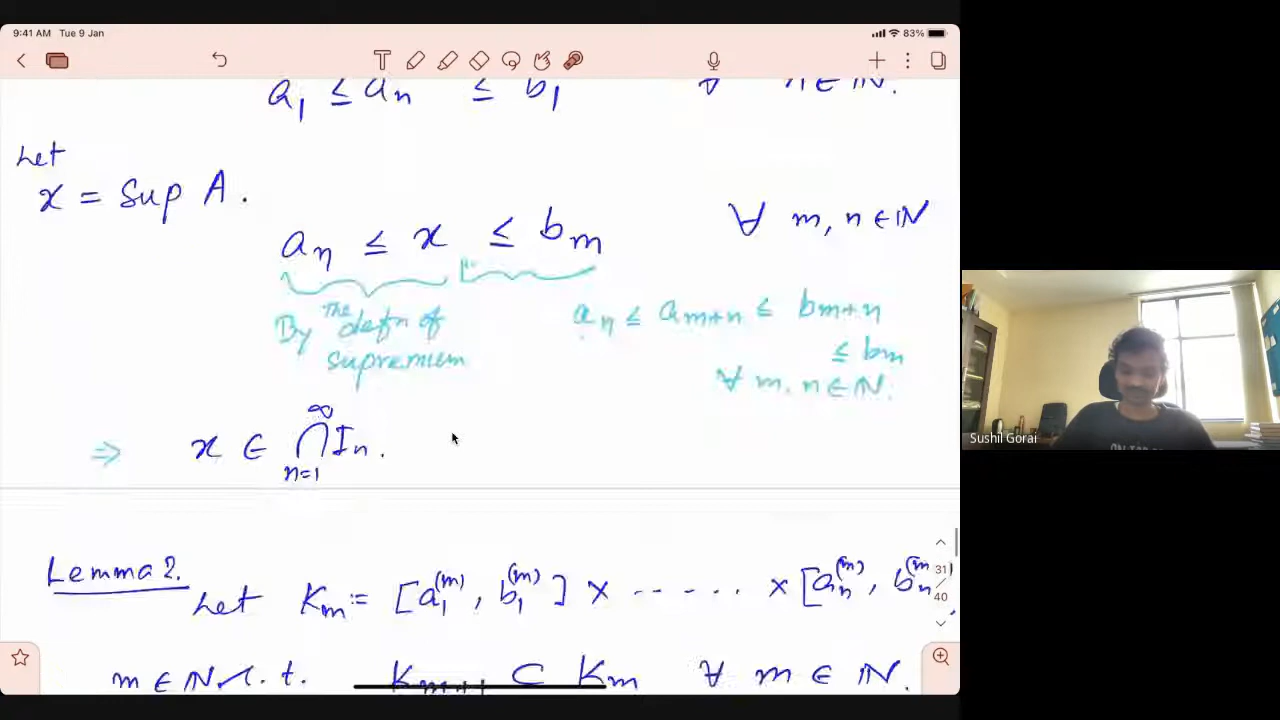 9:41 AM Tue 9 Jan
83%
a₁ ≤ aₙ ≤ b₁ ∀ n ∈ ℕ.
Let
x = Sup A.
aₙ ≤ x ≤ bₘ ∀ m, n ∈ ℕ
By the defn of
supremum
aₙ ≤ aₘ₊ₙ ≤ bₘ₊ₙ
≤ bₘ
∀ m, n ∈ ℕ.
⇒ x ∈ ∞ ⋂ n=1 Iₙ.
Lemma 2.
Let Kₘ := [a₁⁽ᵐ⁾, b₁⁽ᵐ⁾] × ...... × [aₙ⁽ᵐ⁾, bₙ⁽ᵐ
31
40
m ∈ ℕ s.t. Kₘ₊₁ ⊂ Kₘ ∀ m ∈ ℕ.
Sushil Gorai